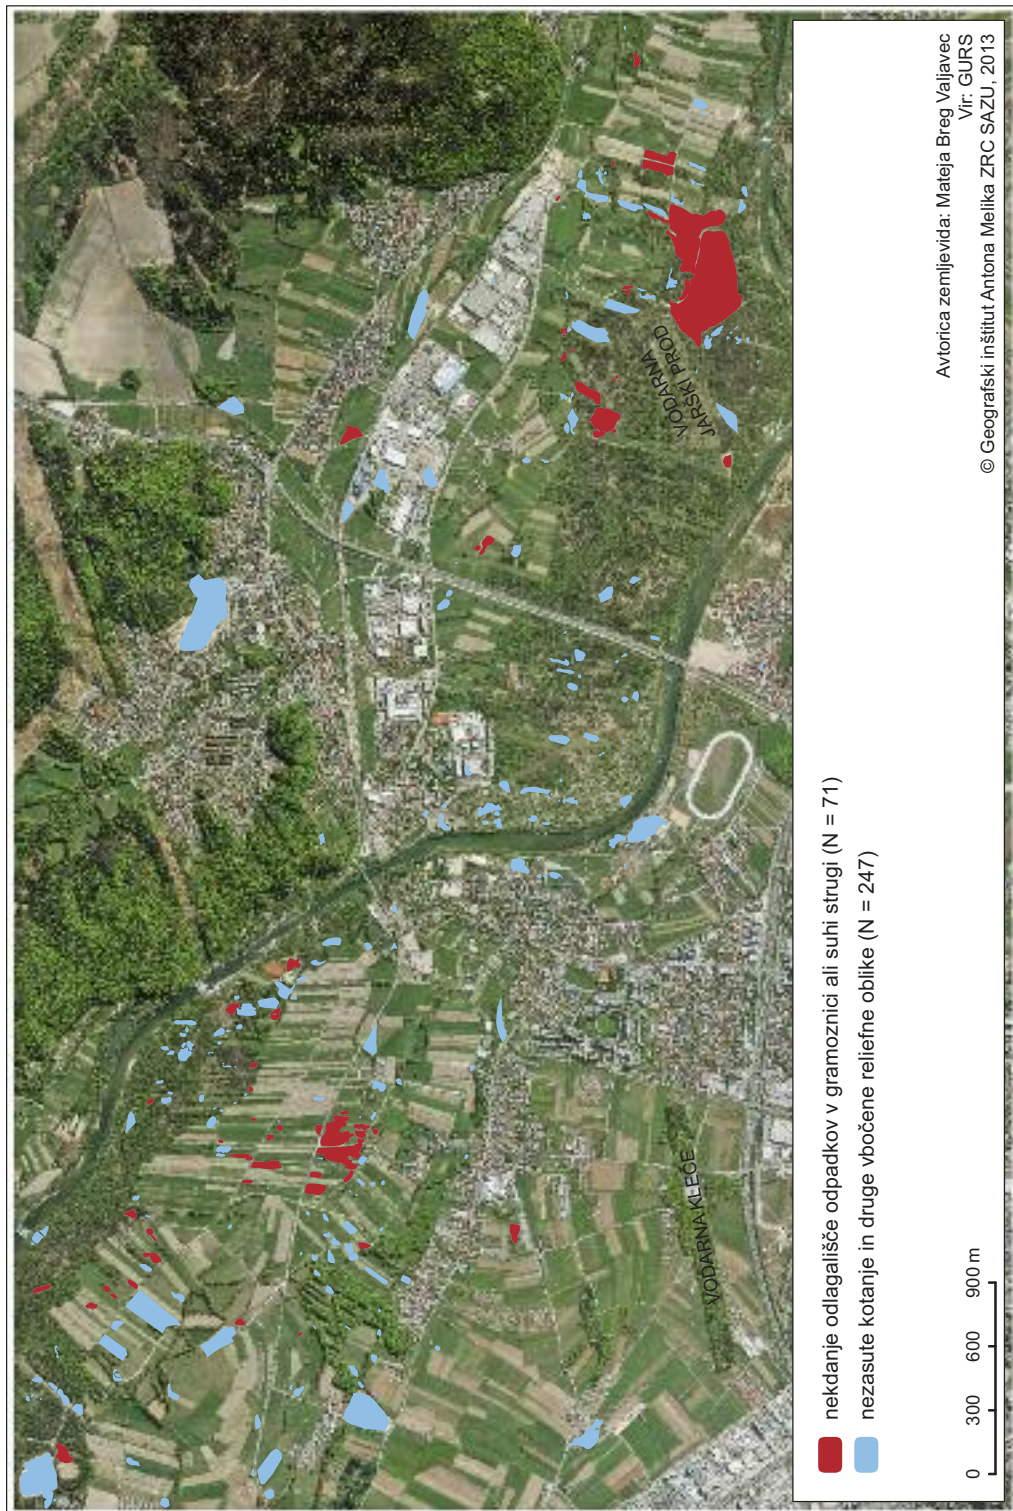 VODARNA KLEČE
VODARNA
JARŠKI PROD
nekdanje odlagališče odpadkov v gramoznici ali suhi strugi (N = 71)
nezasute kotanje in druge vbočene reliefne oblike (N = 247)
0 300 600 900 m
Avtorica zemljevida: Mateja Breg Valjavec
Vir: GURS
© Geografski inštitut Antona Melika ZRC SAZU, 2013